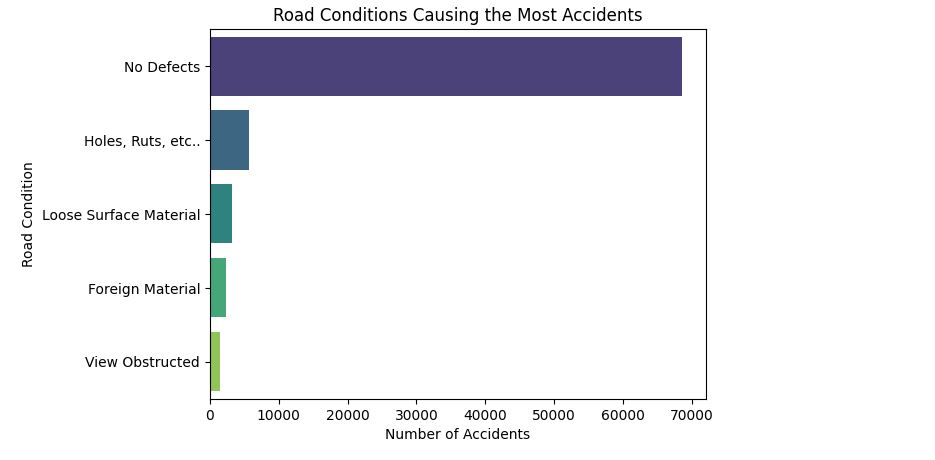 Road Conditions Causing the Most Accidents
No Defects
Holes, Ruts, etc..
Loose Surface Material
Foreign Material
View Obstructed
Road Condition
0 10000 20000 30000 40000 50000 60000 70000
Number of Accidents